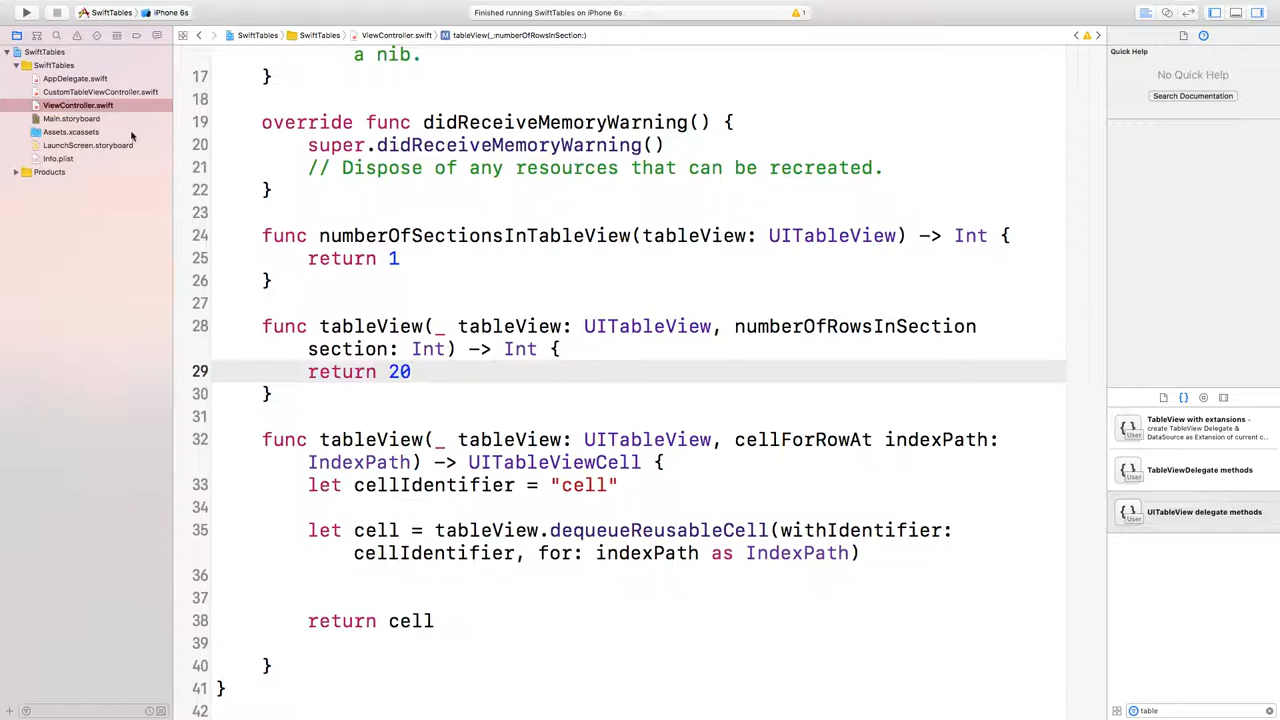 SwiftTables
iPhone 6s
Finished running SwiftTables on iPhone 6s
1
SwiftTables
SwiftTables
ViewController.swift
M
tableView(_:numberOfRowsInSection:)
SwiftTables
SwiftTables
AppDelegate.swift
CustomTableViewController.swift
ViewController.swift
Main.storyboard
Assets.xcassets
LaunchScreen.storyboard
Info.plist
Products
a nib.
17 }
18
19 override func didReceiveMemoryWarning() {
20 super.didReceiveMemoryWarning()
21 // Dispose of any resources that can be recreated.
22 }
23
24 func numberOfSectionsInTableView(tableView: UITableView) -> Int {
25 return 1
26 }
27
28 func tableView(_ tableView: UITableView, numberOfRowsInSection
section: Int) -> Int {
29 return 20
30 }
31
32 func tableView(_ tableView: UITableView, cellForRowAt indexPath:
IndexPath) -> UITableViewCell {
33 let cellIdentifier = "cell"
34
35 let cell = tableView.dequeueReusableCell(withIdentifier:
cellIdentifier, for: indexPath as IndexPath)
36
37
38 return cell
39
40 }
41 }
42
Quick Help
No Quick Help
Search Documentation
{}
TableView with extansions -
create TableView Delegate &
DataSource as Extension of current c...
{} User
TableViewDelegate methods
{} User
UITableView delegate methods
{} User
table